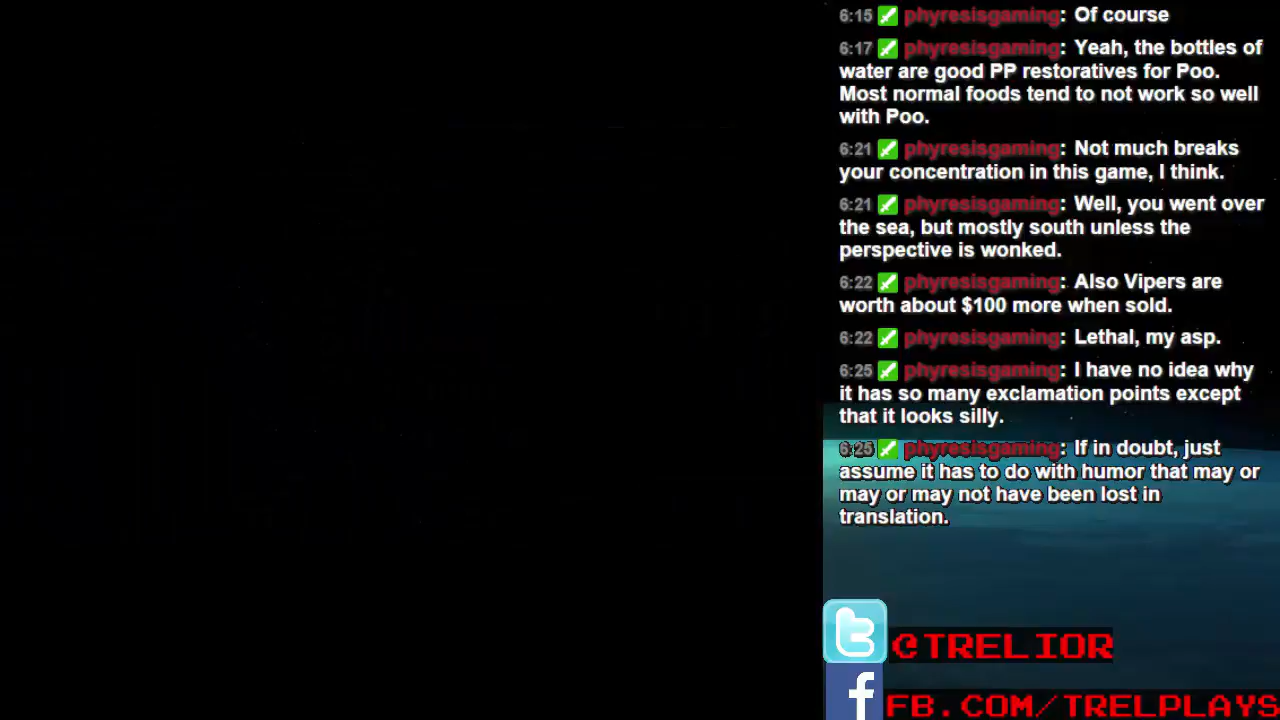 6:15 phyresisgaming: Of course
6:17 phyresisgaming: Yeah, the bottles of
water are good PP restoratives for Poo.
Most normal foods tend to not work so well
with Poo.
6:21 phyresisgaming: Not much breaks
your concentration in this game, I think.
6:21 phyresisgaming: Well, you went over
the sea, but mostly south unless the
perspective is wonked.
6:22 phyresisgaming: Also Vipers are
worth about $100 more when sold.
6:22 phyresisgaming: Lethal, my asp.
6:25 phyresisgaming: I have no idea why
it has so many exclamation points except
that it looks silly.
6:25 phyresisgaming: If in doubt, just
assume it has to do with humor that may or
may or may not have been lost in
translation.
@TRELIOR
FB.COM/TRELPLAYS